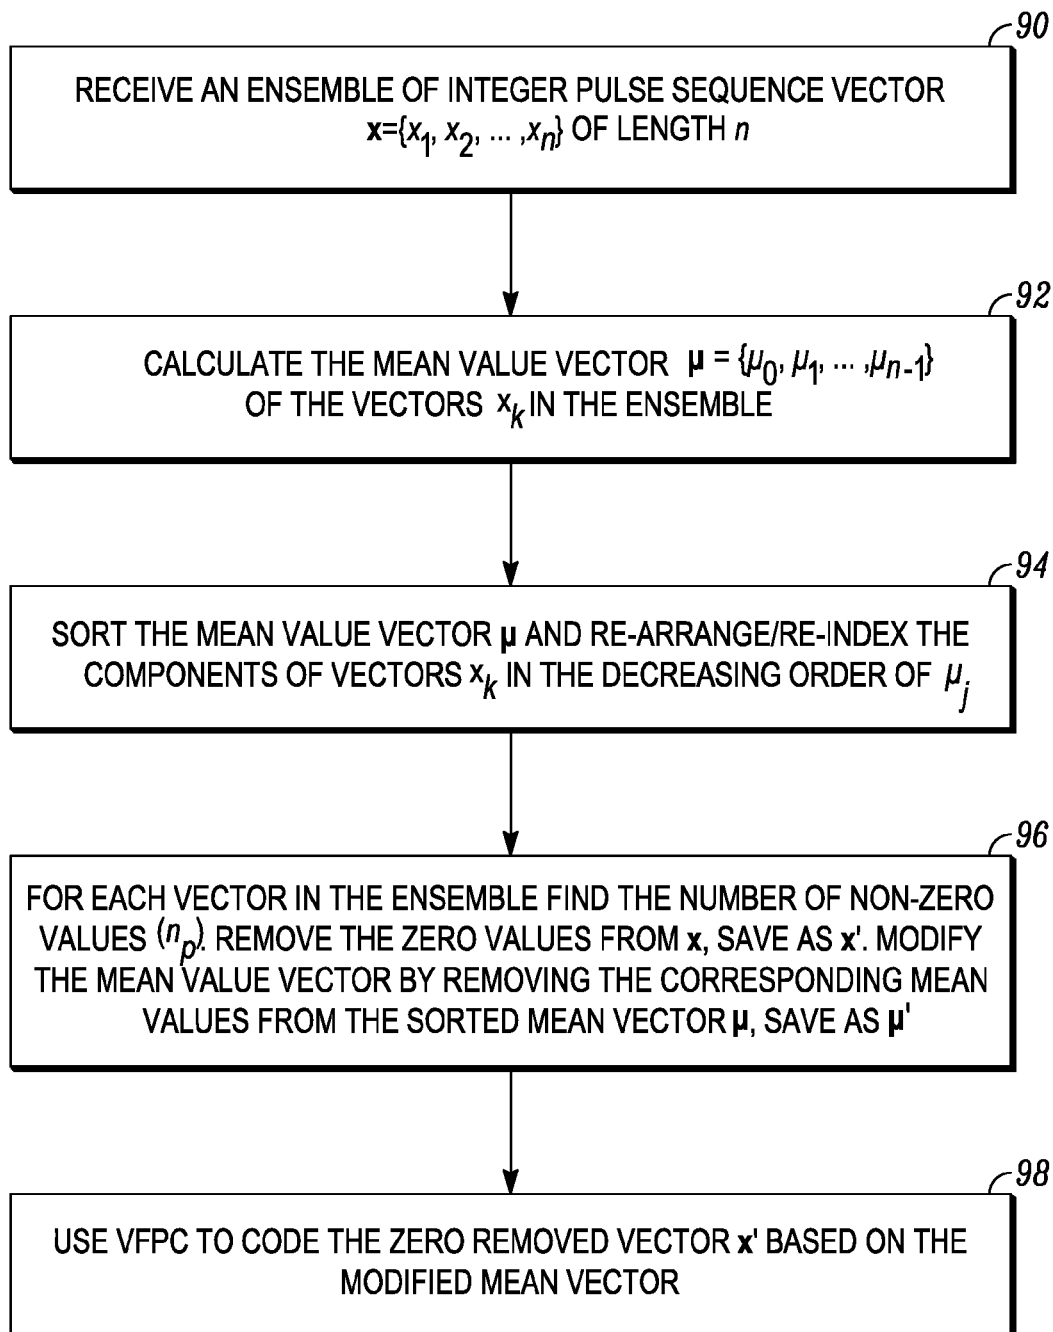 90
RECEIVE AN ENSEMBLE OF INTEGER PULSE SEQUENCE VECTOR
x={x1, x2, ... ,xn} OF LENGTH n
92
CALCULATE THE MEAN VALUE VECTOR μ = {μ0, μ1, ... ,μn-1}
OF THE VECTORS xk IN THE ENSEMBLE
94
SORT THE MEAN VALUE VECTOR μ AND RE-ARRANGE/RE-INDEX THE
COMPONENTS OF VECTORS xk IN THE DECREASING ORDER OF μj
96
FOR EACH VECTOR IN THE ENSEMBLE FIND THE NUMBER OF NON-ZERO
VALUES (np). REMOVE THE ZERO VALUES FROM x, SAVE AS x'. MODIFY
THE MEAN VALUE VECTOR BY REMOVING THE CORRESPONDING MEAN
VALUES FROM THE SORTED MEAN VECTOR μ, SAVE AS μ'
98
USE VFPC TO CODE THE ZERO REMOVED VECTOR x' BASED ON THE
MODIFIED MEAN VECTOR